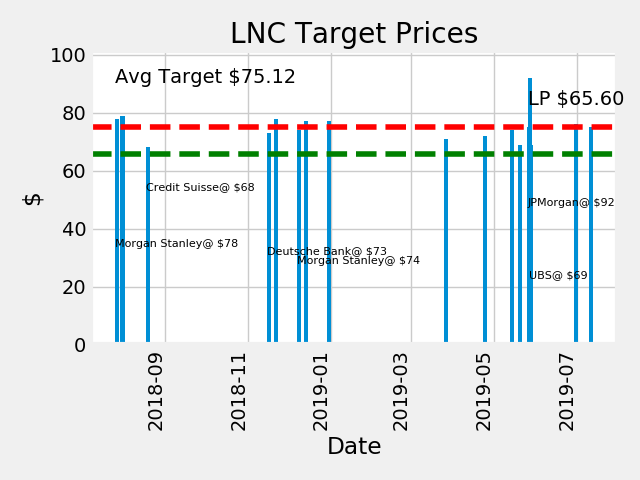 LNC Target Prices
100
80
60
40
20
0
$
Avg Target $75.12
LP $65.60
Credit Suisse@ $68
JPMorgan@ $92
Morgan Stanley@ $78
Deutsche Bank@ $73
Morgan Stanley@ $74
UBS@ $69
2018-09
2018-11
2019-01
2019-03
2019-05
2019-07
Date